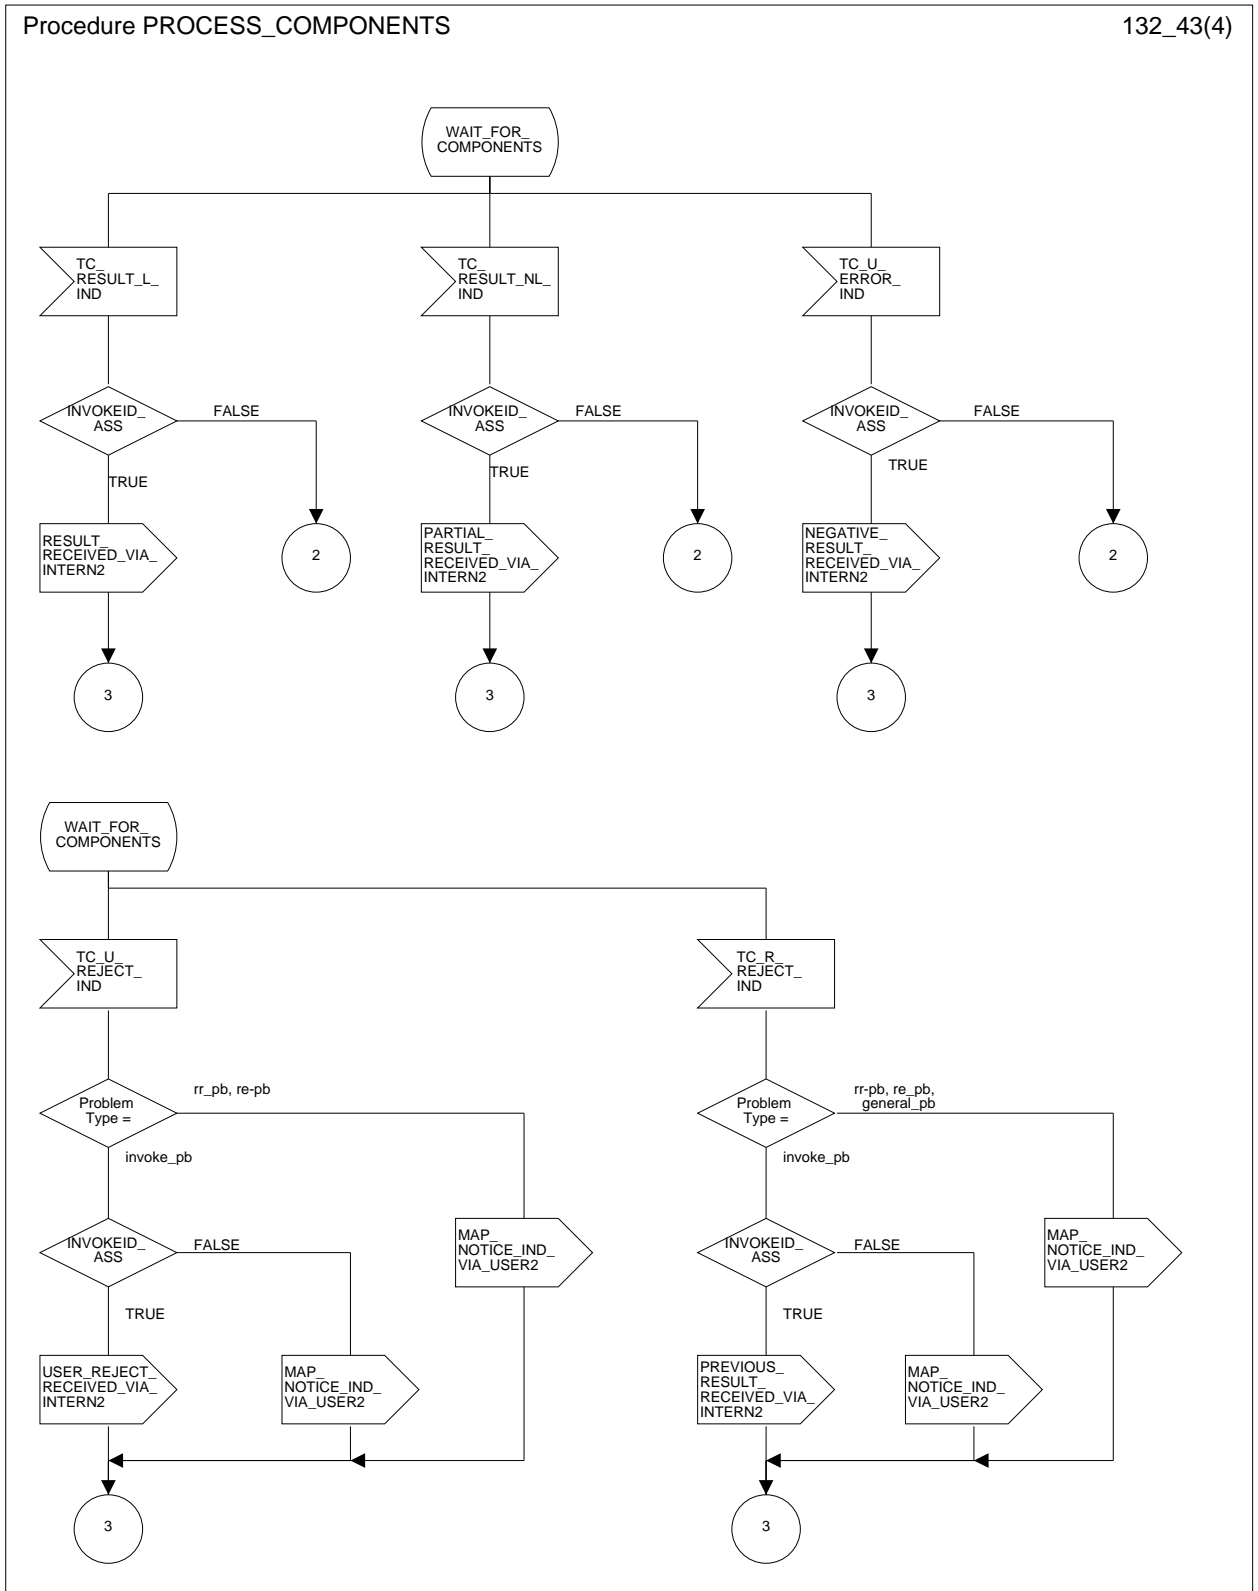 Procedure PROCESS_COMPONENTS
132_43(4)
WAIT_FOR_
COMPONENTS
TC_
RESULT_L_
IND
TC_
RESULT_NL_
IND
TC_U_
ERROR_
IND
INVOKEID_
ASS
FALSE
TRUE
INVOKEID_
ASS
FALSE
TRUE
INVOKEID_
ASS
FALSE
TRUE
RESULT_
RECEIVED_VIA_
INTERN2
2
PARTIAL_
RESULT_
RECEIVED_VIA_
INTERN2
2
NEGATIVE_
RESULT_
RECEIVED_VIA_
INTERN2
2
3
3
3
WAIT_FOR_
COMPONENTS
TC_U_
REJECT_
IND
TC_R_
REJECT_
IND
Problem
Type =
rr_pb, re-pb
invoke_pb
Problem
Type =
rr-pb, re_pb,
general_pb
invoke_pb
INVOKEID_
ASS
FALSE
TRUE
MAP_
NOTICE_IND_
VIA_USER2
INVOKEID_
ASS
FALSE
TRUE
MAP_
NOTICE_IND_
VIA_USER2
USER_REJECT_
RECEIVED_VIA_
INTERN2
MAP_
NOTICE_IND_
VIA_USER2
PREVIOUS_
RESULT_
RECEIVED_VIA_
INTERN2
MAP_
NOTICE_IND_
VIA_USER2
3
3